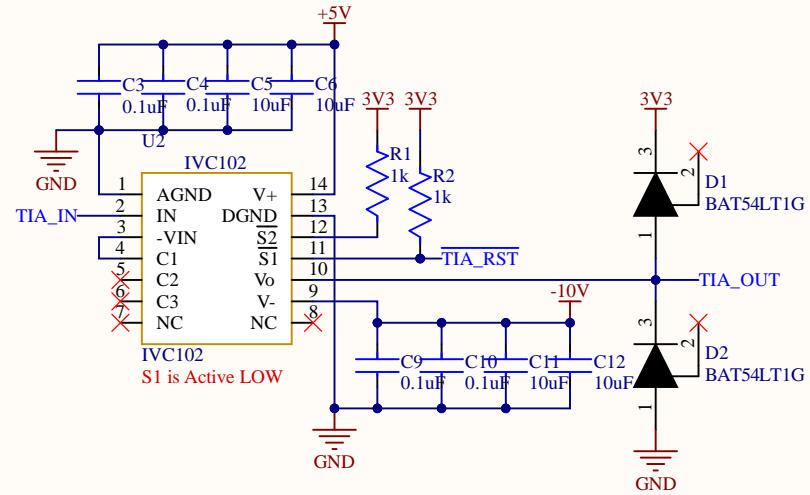 +5V
C3
0.1uF
C4
0.1uF
C5
10uF
C6
10uF
3V3
3V3
3V3
GND
U2
IVC102
R1
1k
R2
1k
3
2
D1
BAT54LT1G
1
1 AGND V+ 14
TIA_IN 2 IN DGND 13
3 -VIN S2 12
4 C1 S1 11 TIA_RST
5 C2 Vo 10 TIA_OUT
6 C3 V- 9
7 NC NC 8
-10V
IVC102
S1 is Active LOW
C9
0.1uF
C10
0.1uF
C11
10uF
C12
10uF
3
2
D2
BAT54LT1G
1
GND
GND